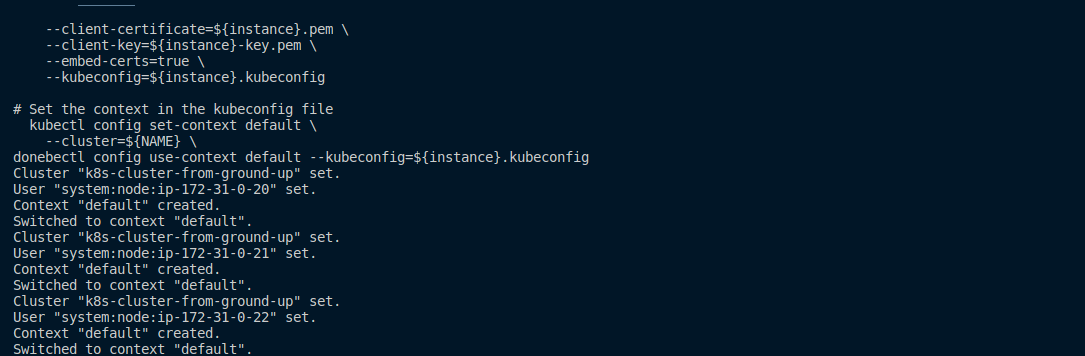 --client-certificate=${instance}.pem \
    --client-key=${instance}-key.pem \
    --embed-certs=true \
    --kubeconfig=${instance}.kubeconfig

# Set the context in the kubeconfig file
  kubectl config set-context default \
    --cluster=${NAME} \
donebectl config use-context default --kubeconfig=${instance}.kubeconfig
Cluster "k8s-cluster-from-ground-up" set.
User "system:node:ip-172-31-0-20" set.
Context "default" created.
Switched to context "default".
Cluster "k8s-cluster-from-ground-up" set.
User "system:node:ip-172-31-0-21" set.
Context "default" created.
Switched to context "default".
Cluster "k8s-cluster-from-ground-up" set.
User "system:node:ip-172-31-0-22" set.
Context "default" created.
Switched to context "default".